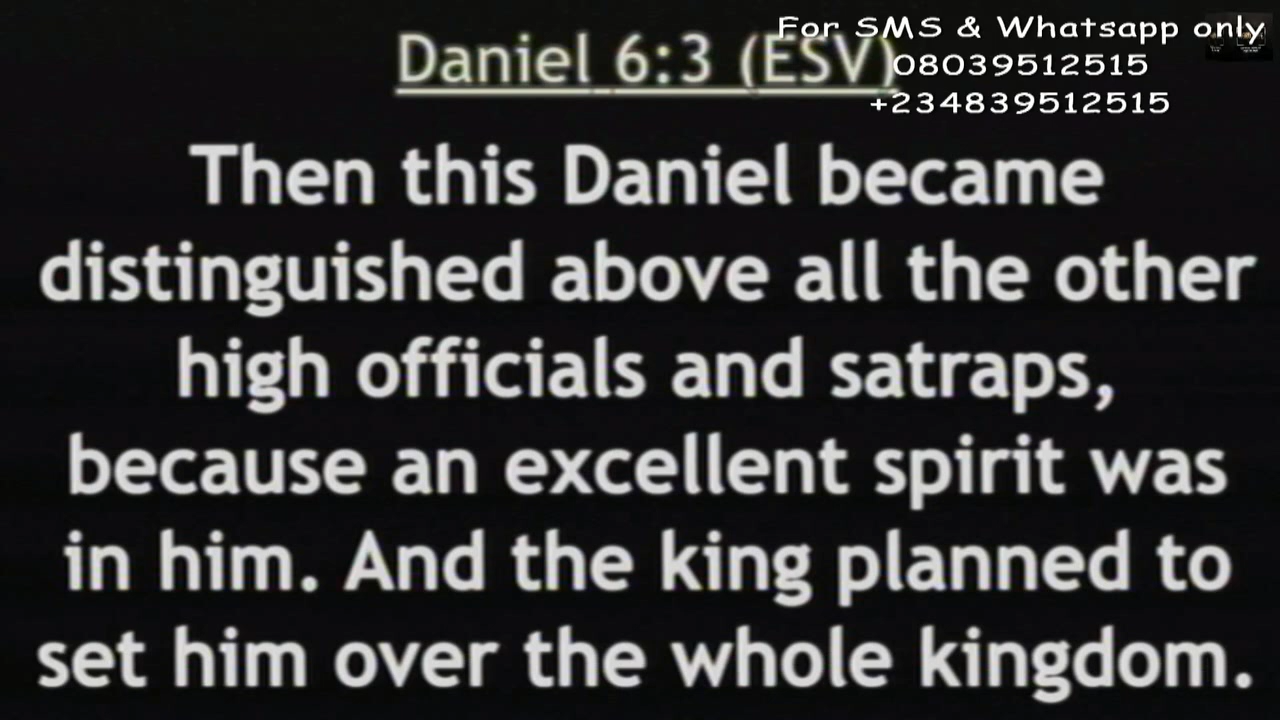 For SMS & Whatsapp only
Daniel 6:3 (ESV)
08039512515
+234839512515
Then this Daniel became
distinguished above all the other
high officials and satraps,
because an excellent spirit was
in him. And the king planned to
set him over the whole kingdom.